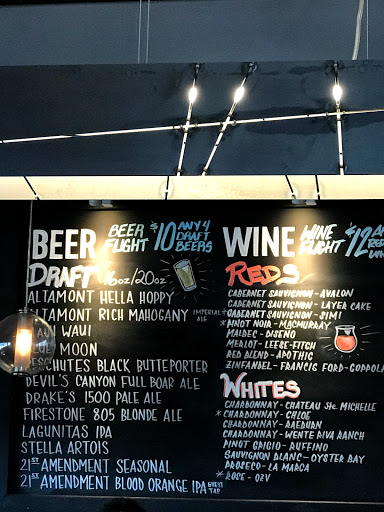 BEER
BEER FLIGHT $10 ANY 4 DRAFT BEERS
DRAFT 16oz/20oz
ALTAMONT HELLA HOPPY
ALTAMONT RICH MAHOGANY IMPERIAL ALE
WAUI
MOON
DESCHUTES BLACK BUTTEPORTER
DEVIL'S CANYON FULL BOAR ALE
DRAKE'S 1500 PALE ALE
FIRESTONE 805 BLONDE ALE
LAGUNITAS IPA
STELLA ARTOIS
21ST AMENDMENT SEASONAL
21ST AMENDMENT BLOOD ORANGE IPA
WINE
WINE FLIGHT $12
REDS
CABERNET SAUVIGNON - AVALON
CABERNET SAUVIGNON - LAYER CAKE
CABERNET SAUVIGNON - SIMI
*PINOT NOIR - MACMURRAY
MALBEC - DISEÑO
MERLOT - LEESE-FITCH
RED BLEND - APOTHIC
ZINFANDEL - FRANCIS FORD-COPPOLA
WHITES
CHARDONNAY - CHATEAU Ste. MICHELLE
*CHARDONNAY - CHLOE
CHARDONNAY - RAEBURN
CHARDONNAY - WENTE RIVA RANCH
PINOT GRIGIO - RUFFINO
SAUVIGNON BLANC - OYSTER BAY
PROSECO - LA MARCA
*ROSE - OZV